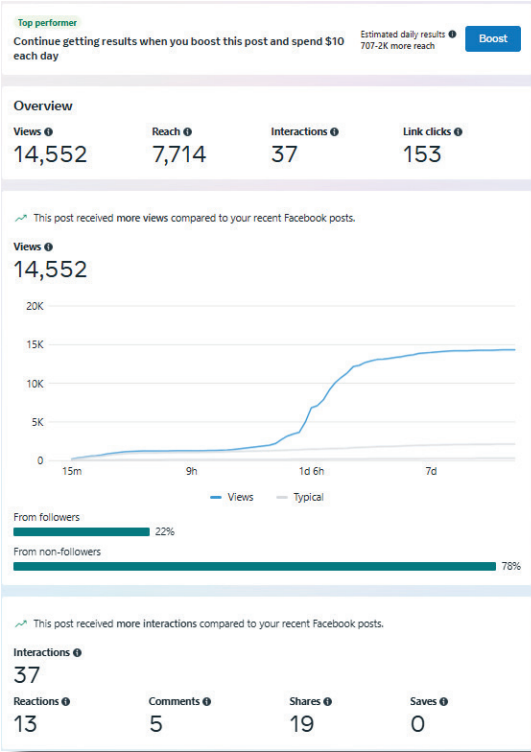 Top performer
Continue getting results when you boost this post and spend $10
each day
Estimated daily results
707-2K more reach
Boost
Overview
Views
Reach
Interactions
Link clicks
14,552
7,714
37
153
This post received more views compared to your recent Facebook posts.
Views
14,552
20K
15K
10K
5K
0
15m
9h
1d 6h
7d
Views
Typical
From followers
22%
From non-followers
78%
This post received more interactions compared to your recent Facebook posts.
Interactions
37
Reactions
Comments
Shares
Saves
13
5
19
0